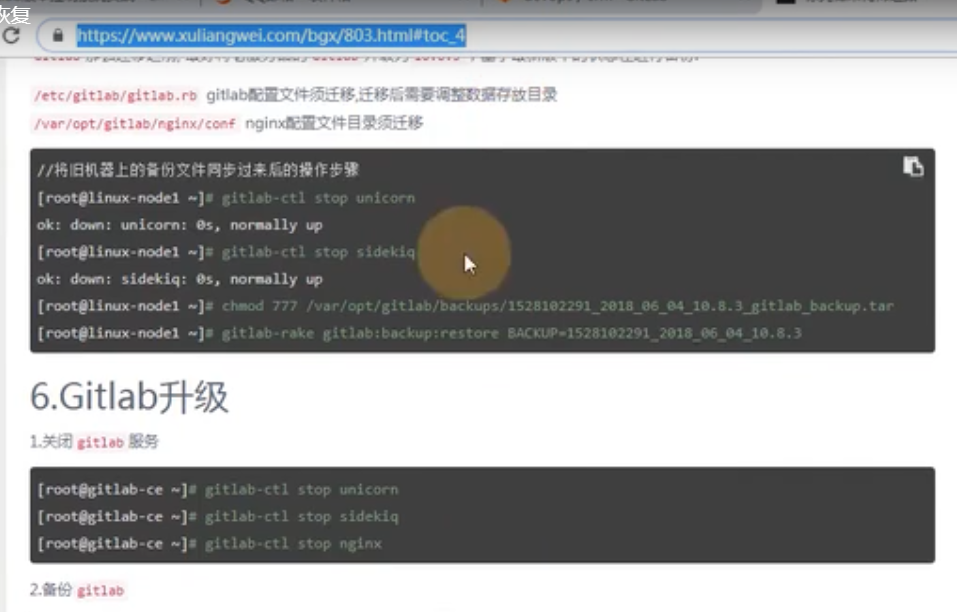 恢复
https://www.xuliangwei.com/bgx/803.html#toc_4
/etc/gitlab/gitlab.rb gitlab配置文件须迁移,迁移后需要调整数据存放目录
/var/opt/gitlab/nginx/conf nginx配置文件目录须迁移
//将旧机器上的备份文件同步过来后的操作步骤
[root@linux-node1 ~]# gitlab-ctl stop unicorn
ok: down: unicorn: 0s, normally up
[root@linux-node1 ~]# gitlab-ctl stop sidekiq
ok: down: sidekiq: 0s, normally up
[root@linux-node1 ~]# chmod 777 /var/opt/gitlab/backups/1528102291_2018_06_04_10.8.3_gitlab_backup.tar
[root@linux-node1 ~]# gitlab-rake gitlab:backup:restore BACKUP=1528102291_2018_06_04_10.8.3
6.Gitlab升级
1.关闭 gitlab 服务
[root@gitlab-ce ~]# gitlab-ctl stop unicorn
[root@gitlab-ce ~]# gitlab-ctl stop sidekiq
[root@gitlab-ce ~]# gitlab-ctl stop nginx
2.备份 gitlab